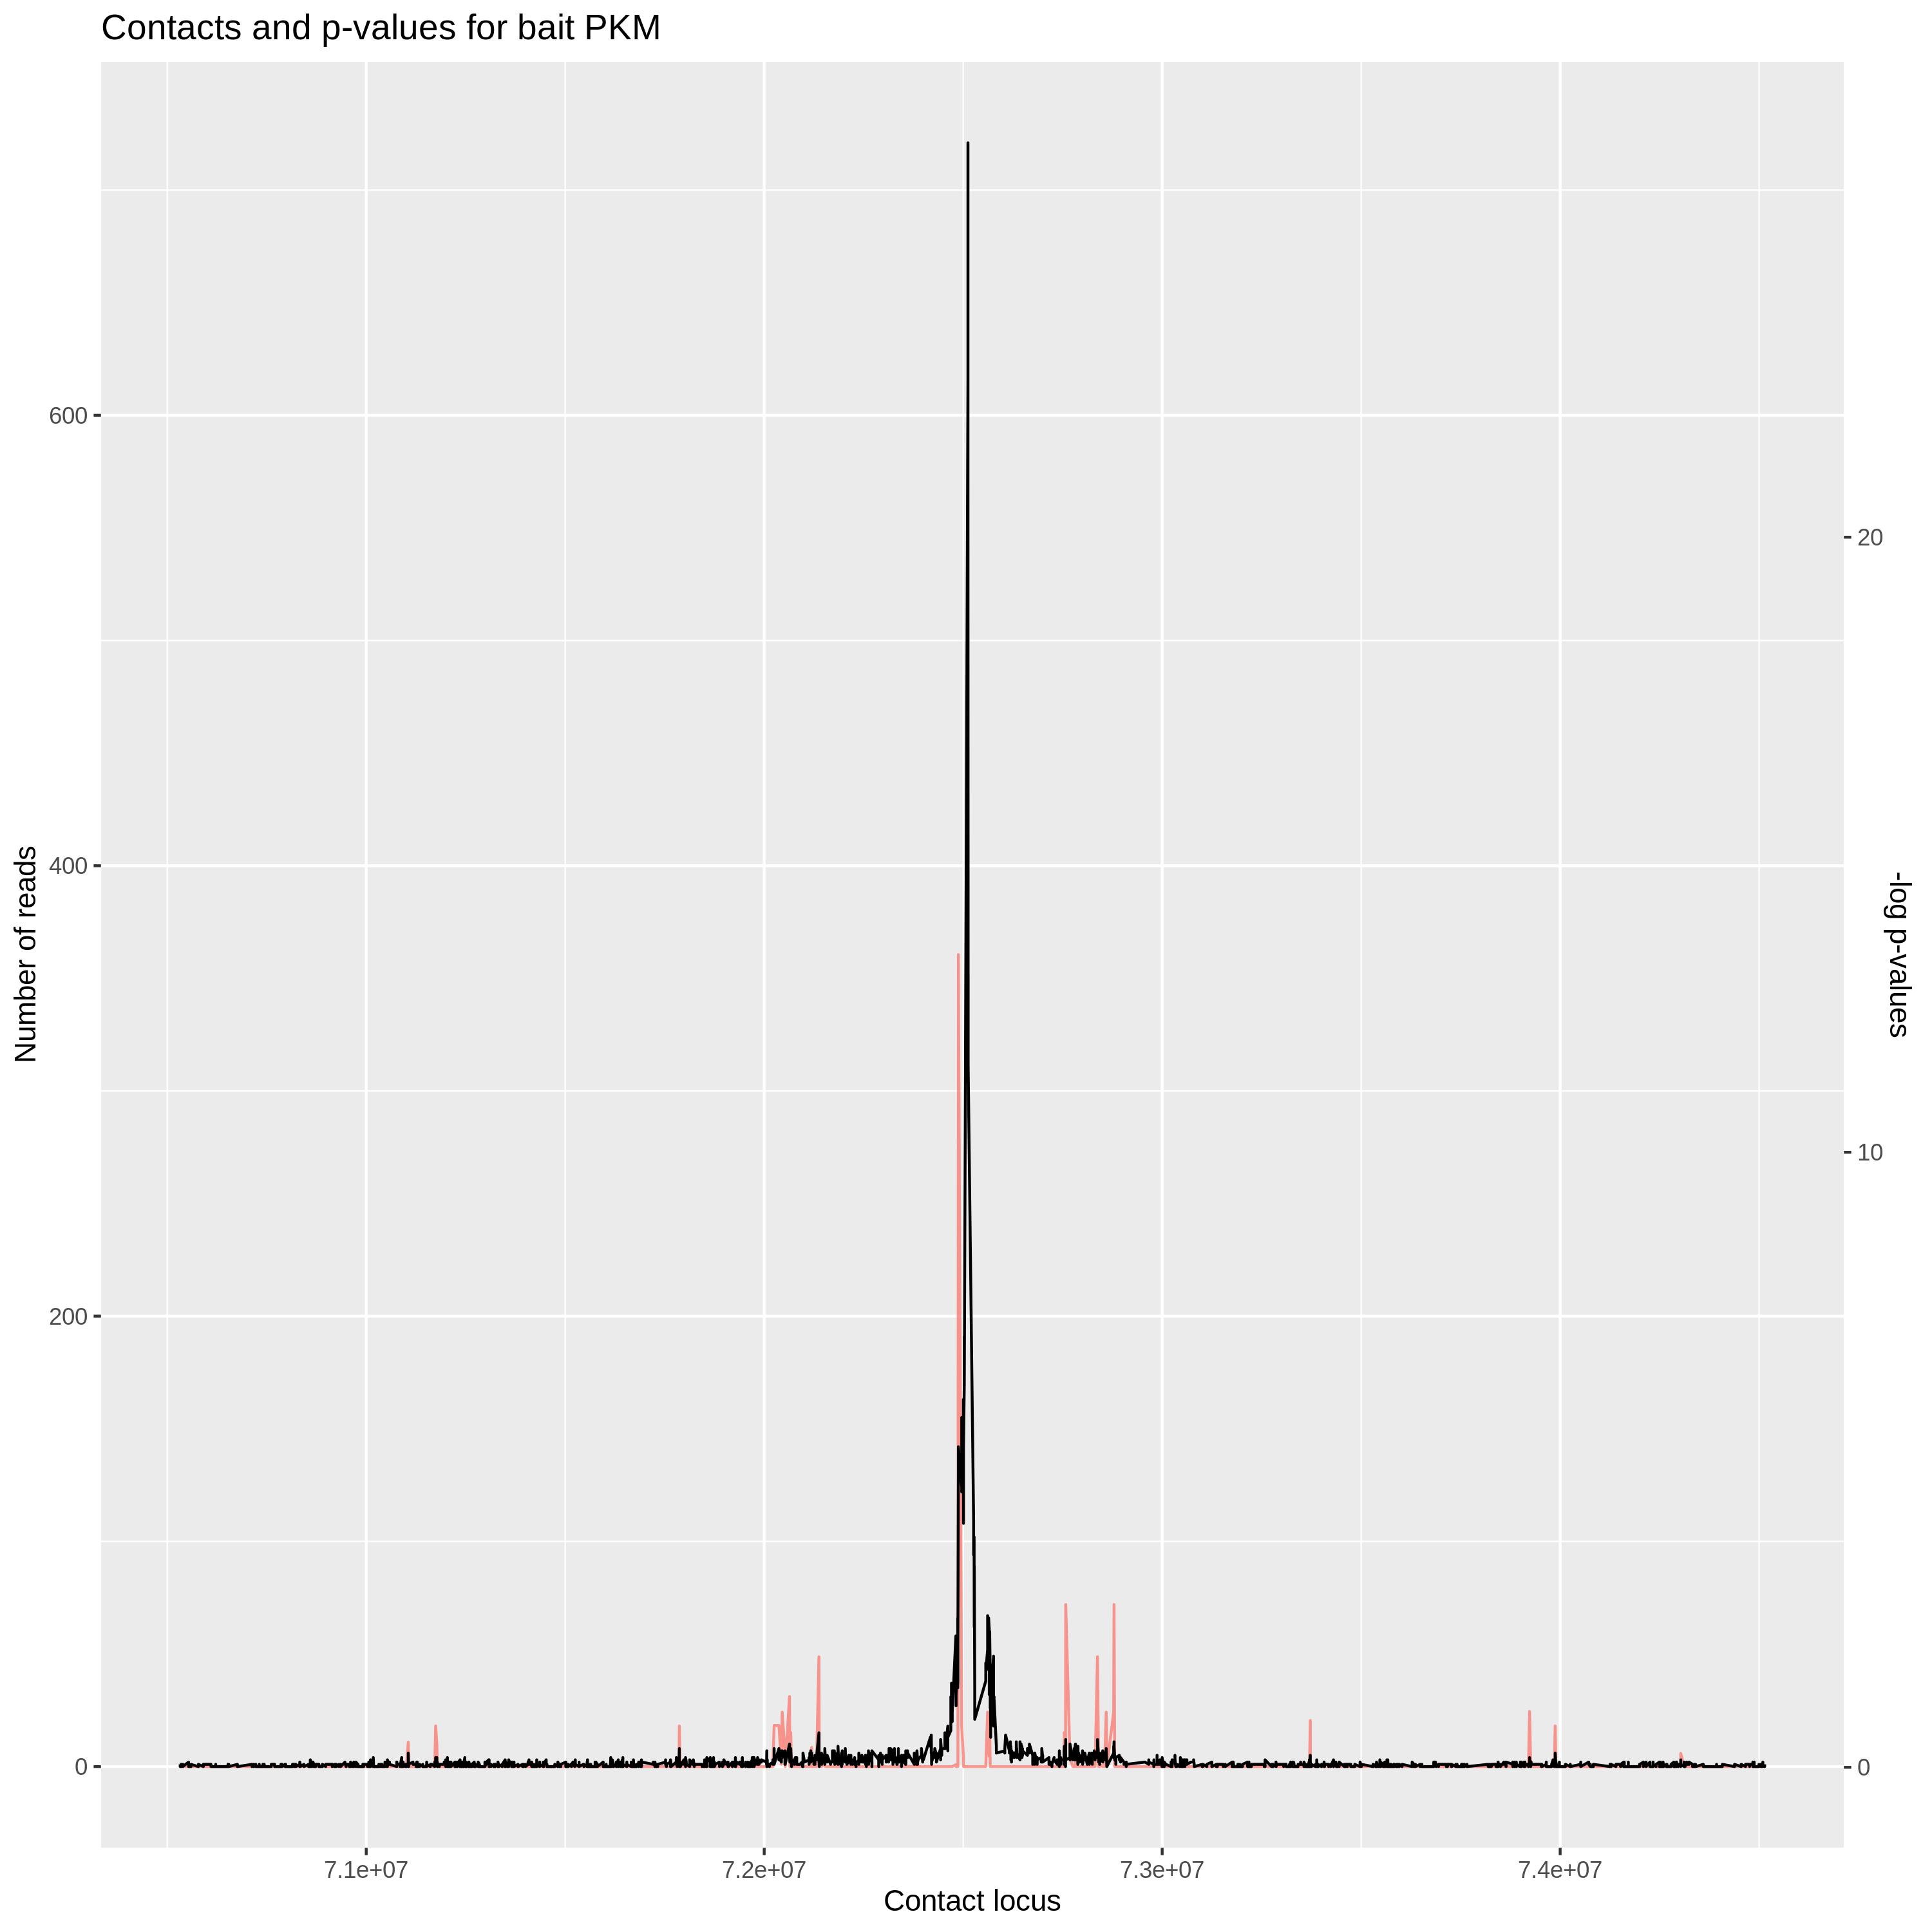 Contacts and p-values for bait PKM
600
400
200
0
Number of reads
20
10
0
-log p-values
7.1e+07
7.2e+07
7.3e+07
7.4e+07
Contact locus